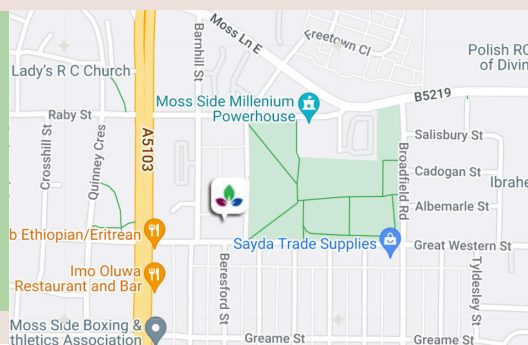 Moss Ln E
Freetown Cl
Polish RC
of Divin
Barnhill St
Lady's R C Church
B5219
Moss Side Millenium
Powerhouse
Raby St
A5103
Salisbury St
Crosshill St
Quinney Cres
Broadfield Rd
Cadogan St
Ibrahe
Albemarle St
b Ethiopian/Eritrean
Sayda Trade Supplies
Great Western St
Imo Oluwa
Restaurant and Bar
Beresford St
Tyldesley St
Moss Side Boxing &
thletics Association
Greame St
Greame St